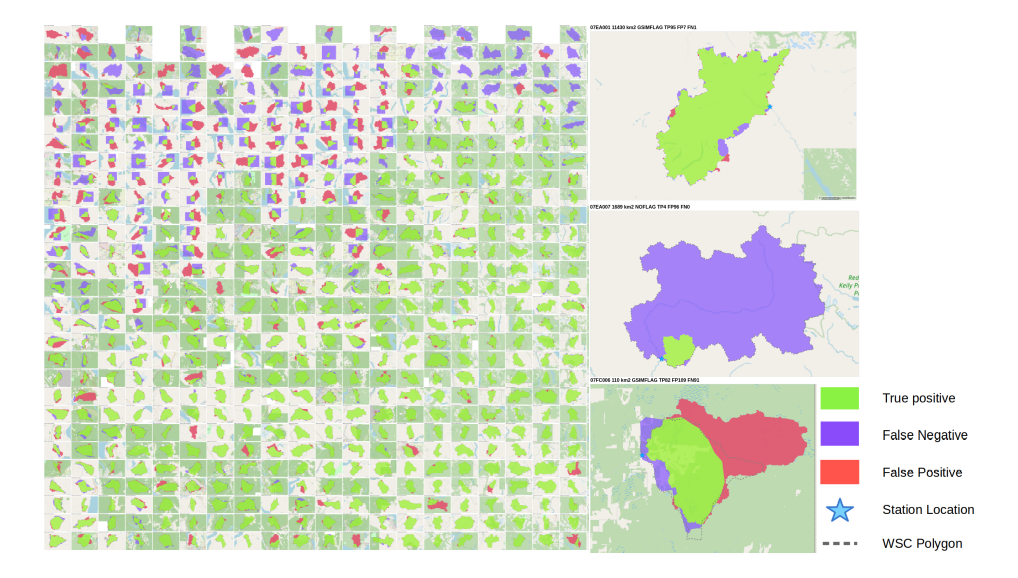 07EA001 11430 km2 GSIMFLAG TP95 FP7 FN1
07EA007 1689 km2 NOFLAG TP4 FP96 FN0
Red
Kelly P
P
07FC006 110 km2 GSIMFLAG TP82 FP109 FN91
True positive
False Negative
False Positive
Station Location
WSC Polygon